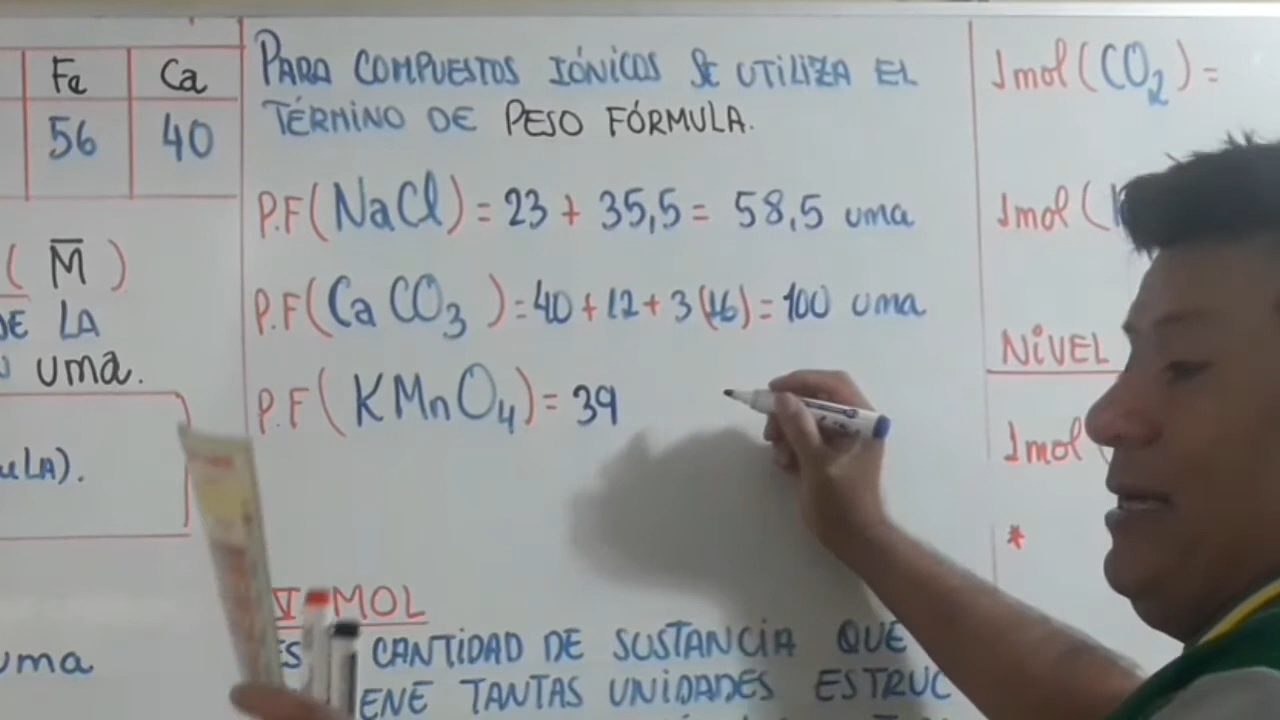 Fe Ca
56 40
( M̅ )
DE LA
uma.
uLA).
uma
PARA COMPUESTOS IÓNICOS SE UTILIZA EL
TÉRMINO DE PESO FÓRMULA.
P.F(NaCl) = 23 + 35,5 = 58,5 uma
P.F(CaCO₃) = 40 + 12 + 3(16) = 100 uma
P.F(KMnO₄) = 39
V MOL
ES CANTIDAD DE SUSTANCIA QUE
ENE TANTAS UNIDADES ESTRUC
1mol(CO₂) =
1mol(
NIVEL
1mol
*